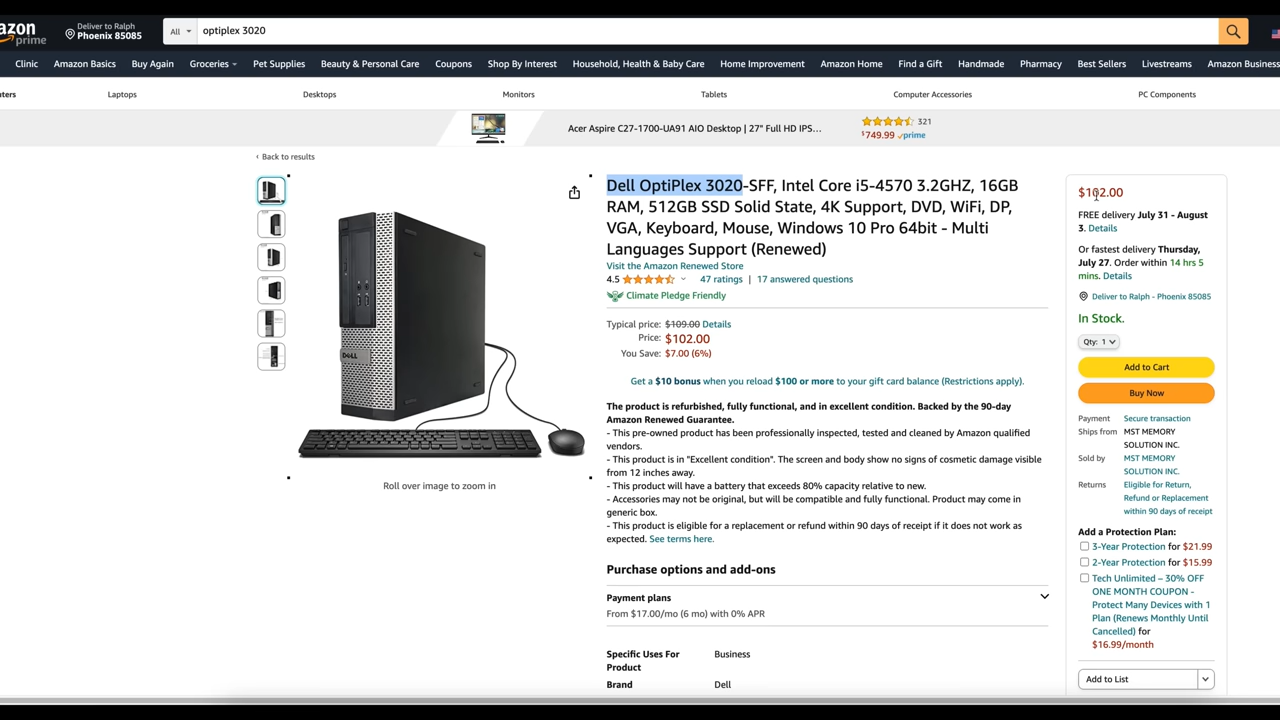 azon
prime
Deliver to Ralph
Phoenix 85085
All
optiplex 3020
Clinic
Amazon Basics
Buy Again
Groceries
Pet Supplies
Beauty & Personal Care
Coupons
Shop By Interest
Household, Health & Baby Care
Home Improvement
Amazon Home
Find a Gift
Handmade
Pharmacy
Best Sellers
Livestreams
Amazon Business
ters
Laptops
Desktops
Monitors
Tablets
Computer Accessories
PC Components
Acer Aspire C27-1700-UA91 AIO Desktop | 27" Full HD IPS...
321
$749.99 prime
‹ Back to results
DELL
Roll over image to zoom in
Dell OptiPlex 3020-SFF, Intel Core i5-4570 3.2GHZ, 16GB
RAM, 512GB SSD Solid State, 4K Support, DVD, WiFi, DP,
VGA, Keyboard, Mouse, Windows 10 Pro 64bit - Multi
Languages Support (Renewed)
Visit the Amazon Renewed Store
4.5 47 ratings | 17 answered questions
Climate Pledge Friendly
Typical price: $109.00 Details
Price: $102.00
You Save: $7.00 (6%)
Get a $10 bonus when you reload $100 or more to your gift card balance (Restrictions apply).
The product is refurbished, fully functional, and in excellent condition. Backed by the 90-day
Amazon Renewed Guarantee.
- This pre-owned product has been professionally inspected, tested and cleaned by Amazon qualified
vendors.
- This product is in "Excellent condition". The screen and body show no signs of cosmetic damage visible
from 12 inches away.
- This product will have a battery that exceeds 80% capacity relative to new.
- Accessories may not be original, but will be compatible and fully functional. Product may come in
generic box.
- This product is eligible for a replacement or refund within 90 days of receipt if it does not work as
expected. See terms here.
Purchase options and add-ons
Payment plans
From $17.00/mo (6 mo) with 0% APR
Specific Uses For
Product
Business
Brand
Dell
$102.00
FREE delivery July 31 - August
3. Details
Or fastest delivery Thursday,
July 27. Order within 14 hrs 5
mins. Details
Deliver to Ralph - Phoenix 85085
In Stock.
Qty: 1
Add to Cart
Buy Now
Payment Secure transaction
Ships from MST MEMORY
SOLUTION INC.
Sold by MST MEMORY
SOLUTION INC.
Returns Eligible for Return,
Refund or Replacement
within 90 days of receipt
Add a Protection Plan:
3-Year Protection for $21.99
2-Year Protection for $15.99
Tech Unlimited – 30% OFF
ONE MONTH COUPON -
Protect Many Devices with 1
Plan (Renews Monthly Until
Cancelled) for
$16.99/month
Add to List